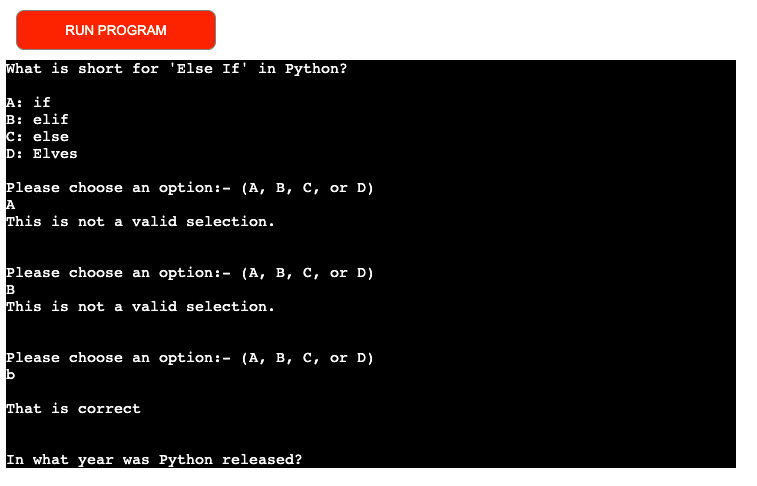 RUN PROGRAM
What is short for 'Else If' in Python?
A: if
B: elif
C: else
D: Elves
Please choose an option:- (A, B, C, or D)
A
This is not a valid selection.
Please choose an option:- (A, B, C, or D)
B
This is not a valid selection.
Please choose an option:- (A, B, C, or D)
b
That is correct
In what year was Python released?